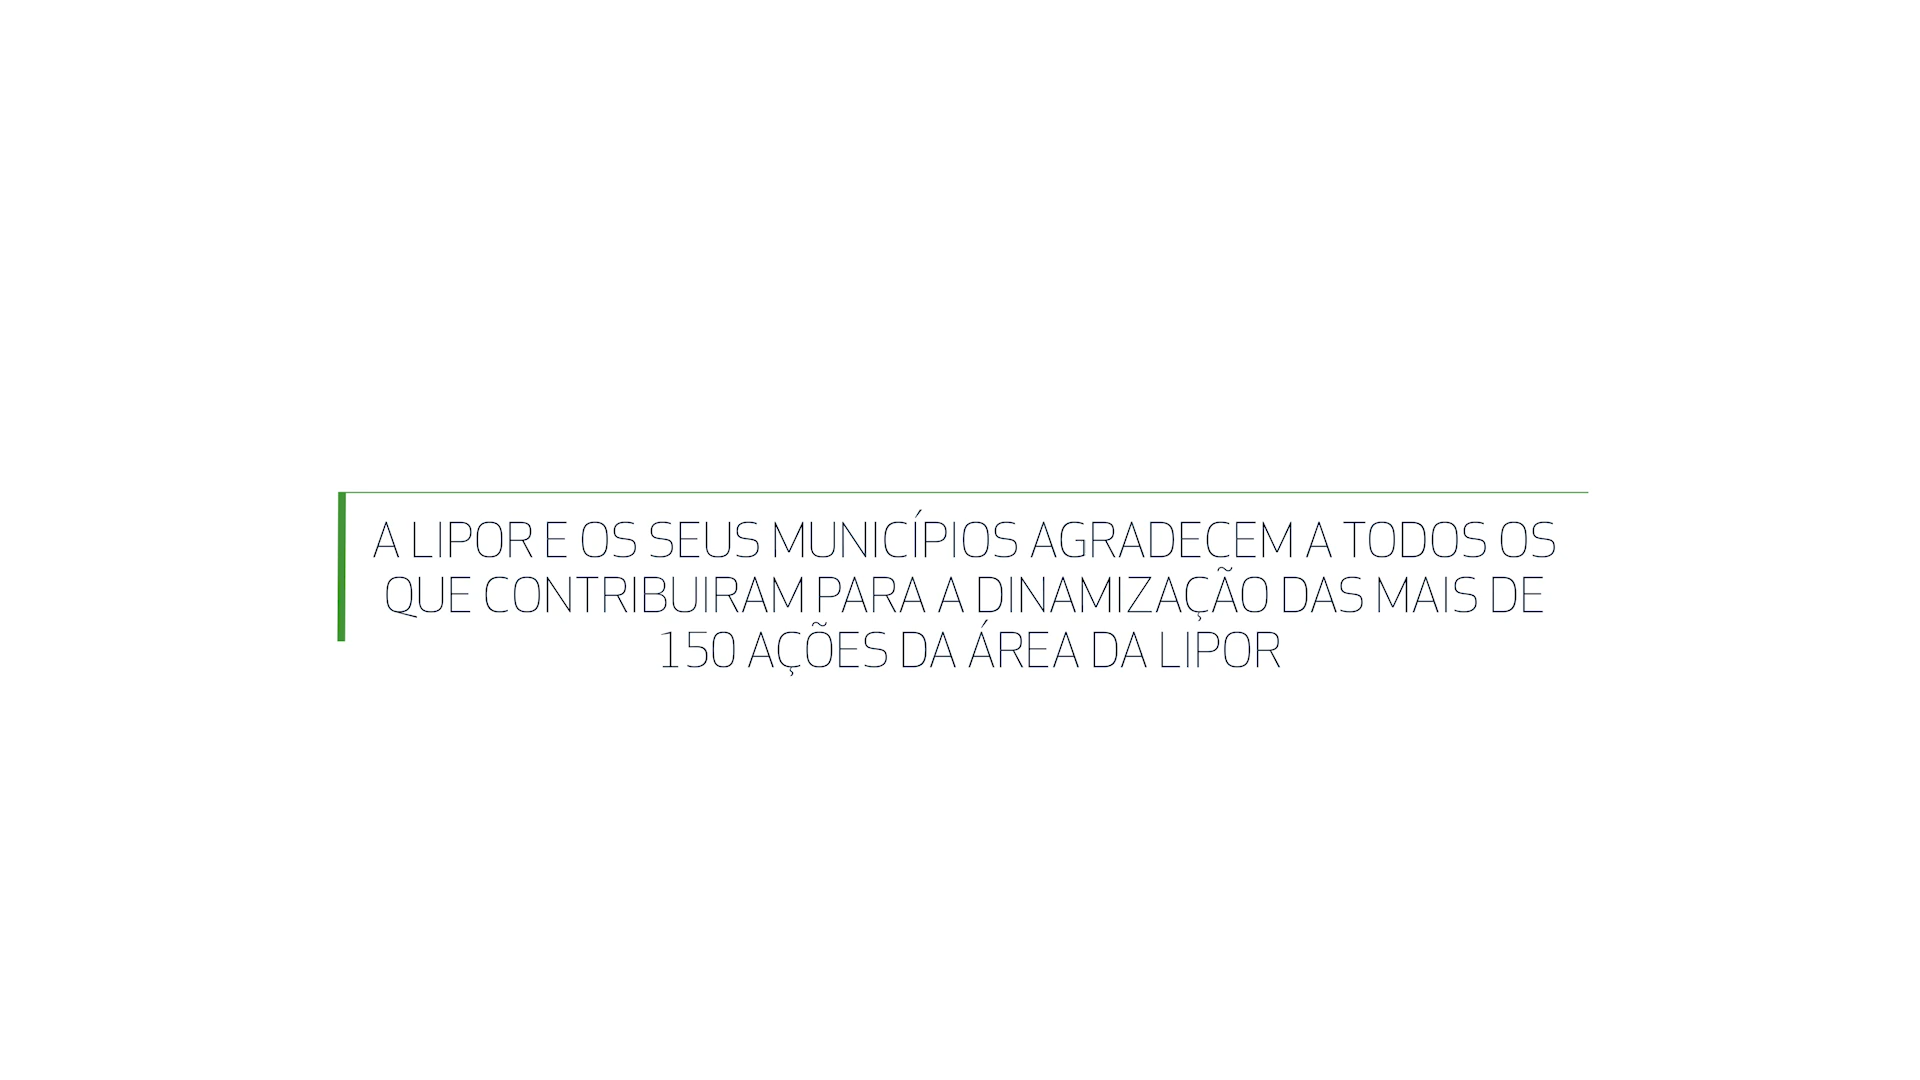 A LIPOR E OS SEUS MUNICÍPIOS AGRADECEM A TODOS OS
QUE CONTRIBUIRAM PARA A DINAMIZAÇÃO DAS MAIS DE
150 AÇÕES DA ÁREA DA LIPOR